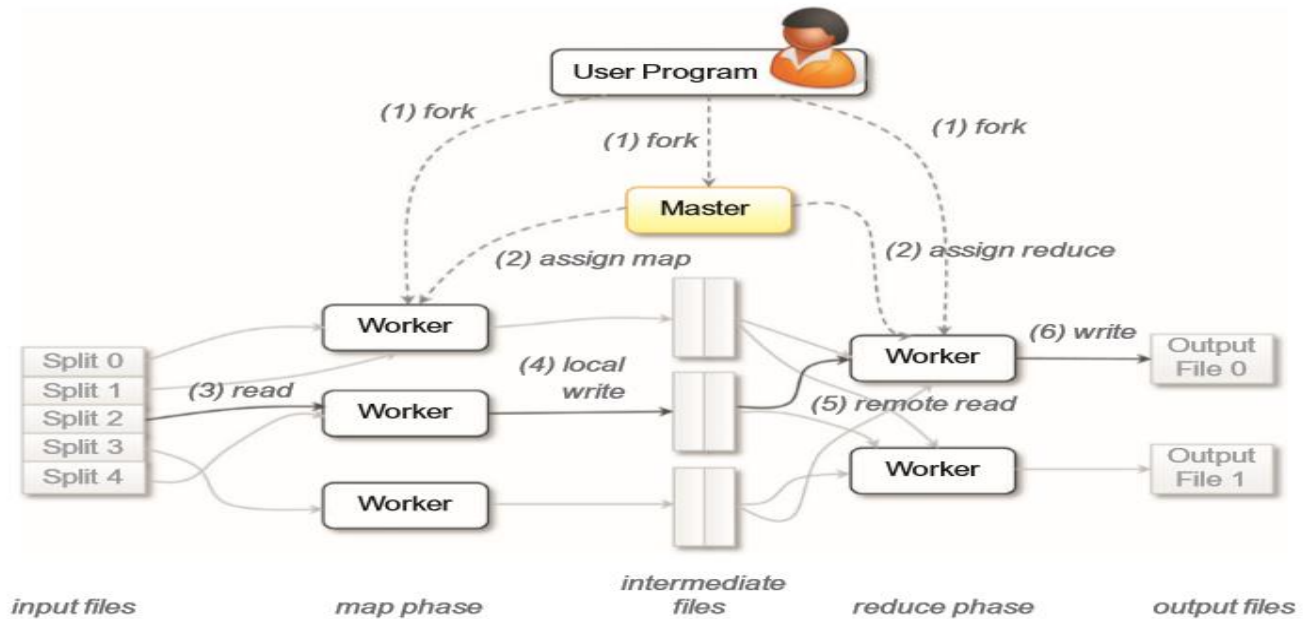 User Program
(1) fork
(1) fork
(1) fork
Master
(2) assign map
(2) assign reduce
Worker
Worker
(6) write
Output
File 0
Split 0
Split 1
Split 2
Split 3
Split 4
(3) read
(4) local
write
Worker
(5) remote read
Worker
Output
File 1
Worker
input files
map phase
intermediate
files
reduce phase
output files